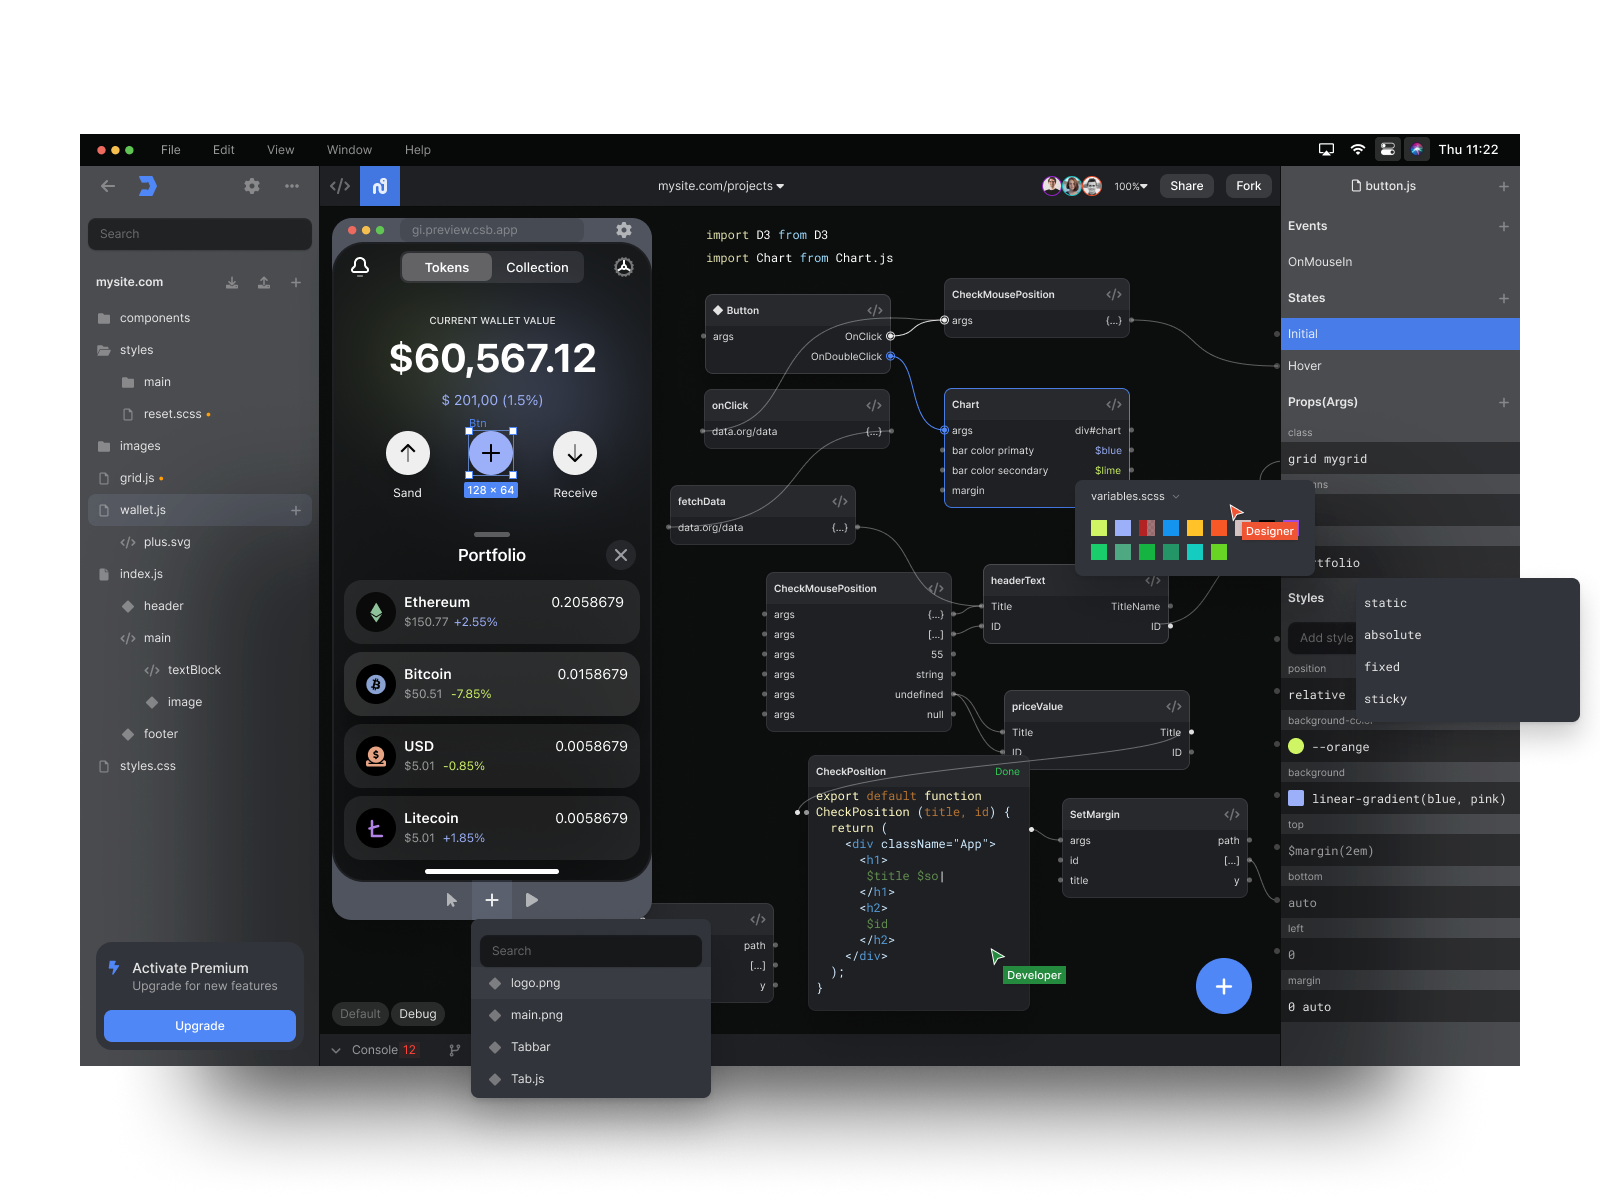 File Edit View Window Help
Thu 11:22
mysite.com/projects
100%
Share
Fork
button.js
Search
mysite.com
components
styles
main
reset.scss
images
grid.js
wallet.js
plus.svg
index.js
header
main
textBlock
image
footer
styles.css
Activate Premium
Upgrade for new features
Upgrade
gi.preview.csb.app
Tokens
Collection
CURRENT WALLET VALUE
$60,567.12
$ 201,00 (1.5%)
Btn
128 × 64
Sand
Receive
Portfolio
Ethereum
0.2058679
$150.77 +2.55%
Bitcoin
0.0158679
$50.51 -7.85%
USD
0.0058679
$5.01 -0.85%
Litecoin
0.0058679
$5.01 +1.85%
Default
Debug
Console 12
Search
logo.png
main.png
Tabbar
Tab.js
path
[...]
y
import D3 from D3
import Chart from Chart.js
Button
args
OnClick
OnDoubleClick
CheckMousePosition
args {...}
onClick
data.org/data {...}
Chart
args div#chart
bar color primaty $blue
bar color secondary $lime
margin
fetchData
data.org/data {...}
variables.scss
Designer
CheckMousePosition
args {...}
args [...]
args 55
args string
args undefined
args null
headerText
Title TitleName
ID ID
priceValue
Title Title
ID ID
CheckPosition Done
export default function
CheckPosition (title, id) {
return (
<div className="App">
<h1>
$title $so|
</h1>
<h2>
$id
</h2>
</div>
);
}
Developer
SetMargin
args path
id [...]
title y
Events
OnMouseIn
States
Initial
Hover
Props(Args)
class
grid mygrid
Styles
Add style
static
absolute
fixed
sticky
position
relative
background-color
--orange
background
linear-gradient(blue, pink)
top
$margin(2em)
bottom
auto
left
0
margin
0 auto